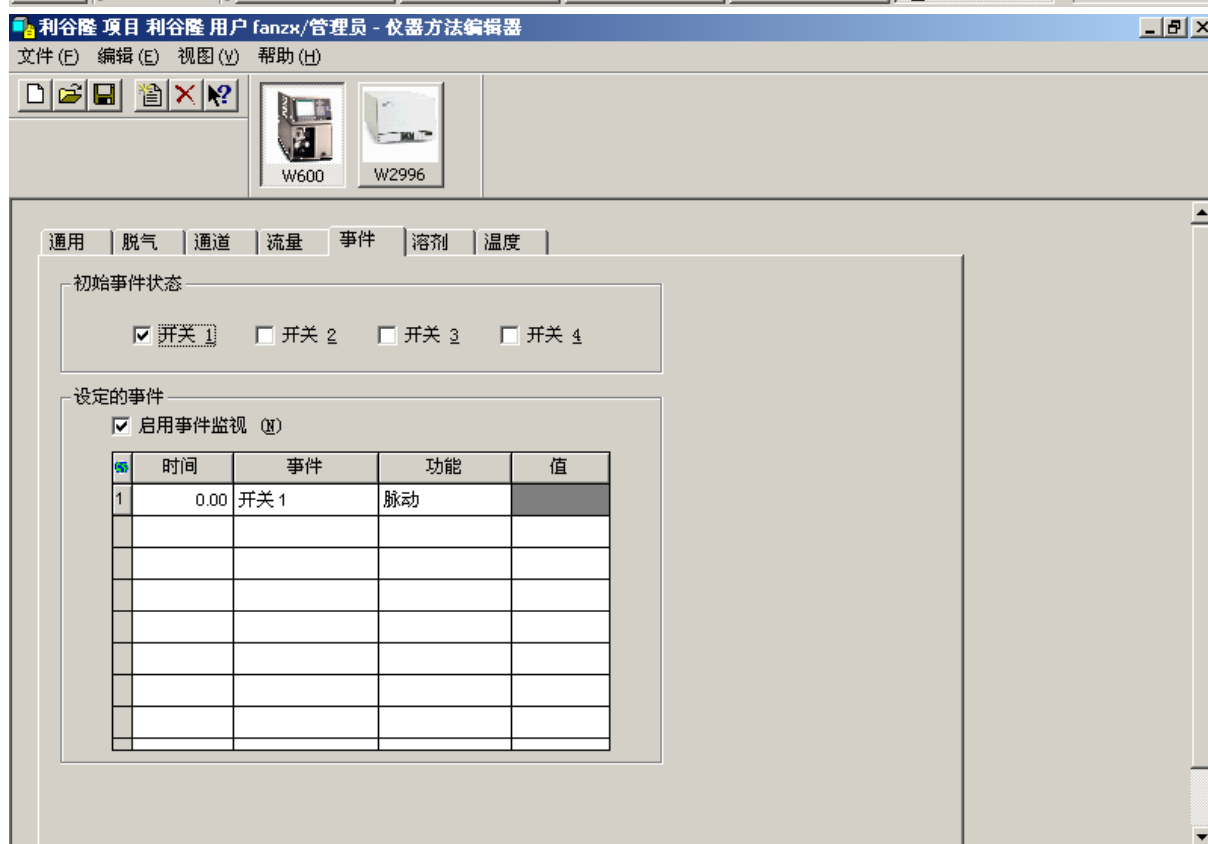 利谷隆 项目 利谷隆 用户 fanzx/管理员 - 仪器方法编辑器
文件(F) 编辑(E) 视图(V) 帮助(H)
W600 W2996
通用 脱气 通道 流量 事件 溶剂 温度
初始事件状态
开关 1 开关 2 开关 3 开关 4
设定的事件
启用事件监视 (N)
时间 事件 功能 值
1 0.00 开关 1 脉动